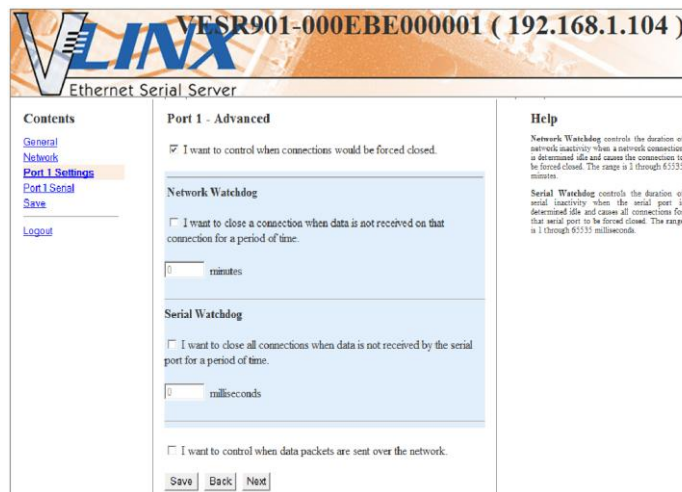 VESR901-000EBE000001 ( 192.168.1.104 )
VLINX
Ethernet Serial Server
Contents
General
Network
Port 1 Settings
Port 1 Serial
Save
Logout
Port 1 - Advanced
I want to control when connections would be forced closed.
Network Watchdog
I want to close a connection when data is not received on that
connection for a period of time.
0 minutes
Serial Watchdog
I want to close all connections when data is not received by the serial
port for a period of time.
0 milliseconds
I want to control when data packets are sent over the network.
Save Back Next
Help
Network Watchdog controls the duration of
network inactivity when a network connection
is determined idle and causes the connection to
be forced closed. The range is 1 through 65535
minutes.
Serial Watchdog controls the duration of
serial inactivity when the serial port is
determined idle and causes all connections for
that serial port to be forced closed. The range
is 1 through 65535 milliseconds.